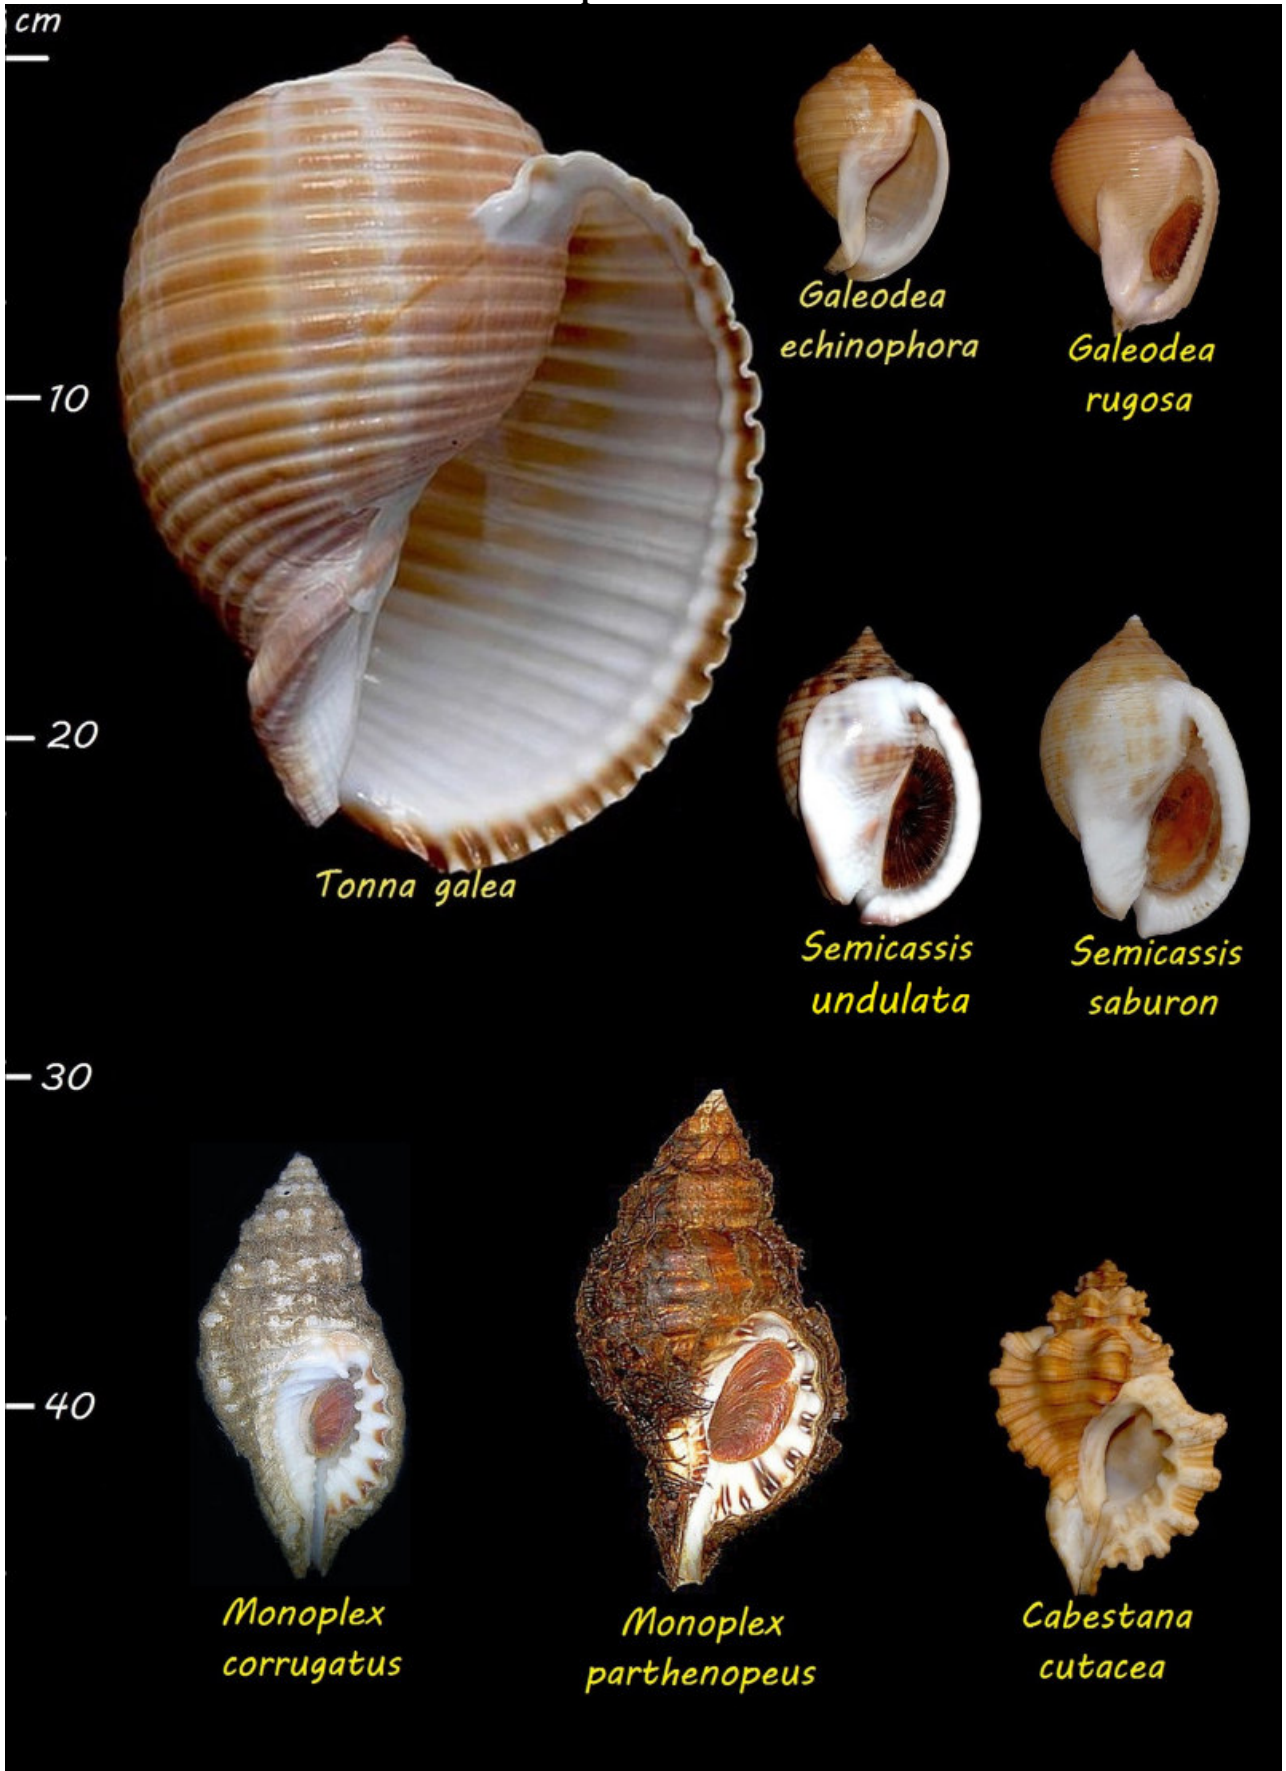 cm
Galeodea
echinophora
Galeodea
rugosa
10
20
Tonna galea
Semicassis
undulata
Semicassis
saburon
30
40
Monoplex
corrugatus
Monoplex
parthenopeus
Cabestana
cutacea